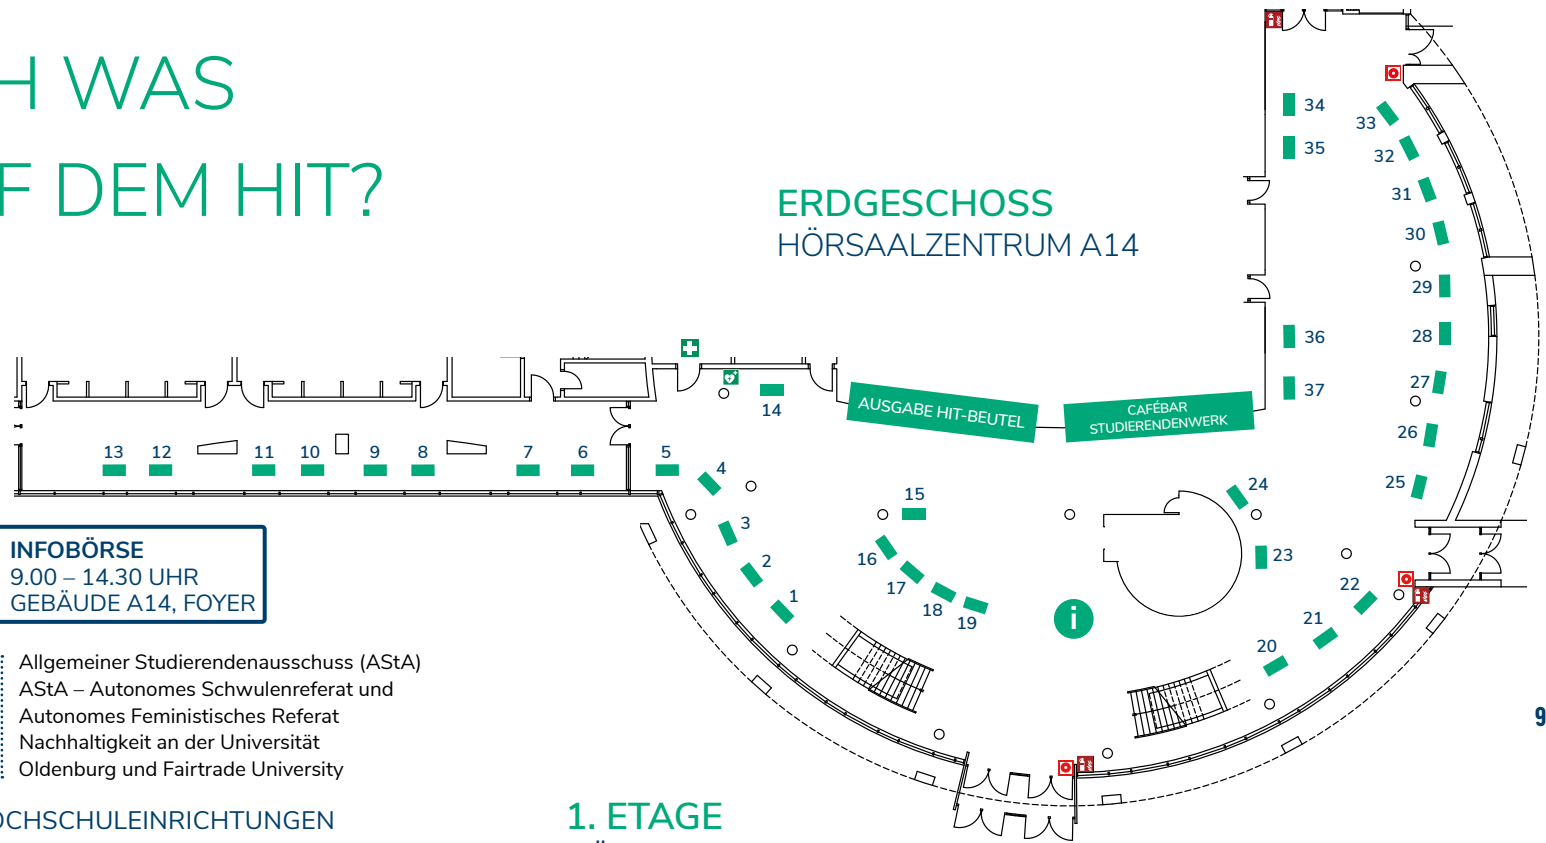 H WAS
F DEM HIT?
ERDGESCHOSS
HÖRSAALZENTRUM A14
34
33
35
32
31
30
29
36
28
37
27
14
AUSGABE HIT-BEUTEL
CAFÉBAR
STUDIERENDENWERK
26
13
12
11
10
9
8
7
6
5
4
25
24
15
3
16
23
2
17
22
1
18
19
i
21
20
INFOBÖRSE
9.00 – 14.30 UHR
GEBÄUDE A14, FOYER
Allgemeiner Studierendenausschuss (AStA)
AStA – Autonomes Schwulenreferat und
Autonomes Feministisches Referat
Nachhaltigkeit an der Universität
Oldenburg und Fairtrade University
9
OCHSCHULEINRICHTUNGEN
1. ETAGE